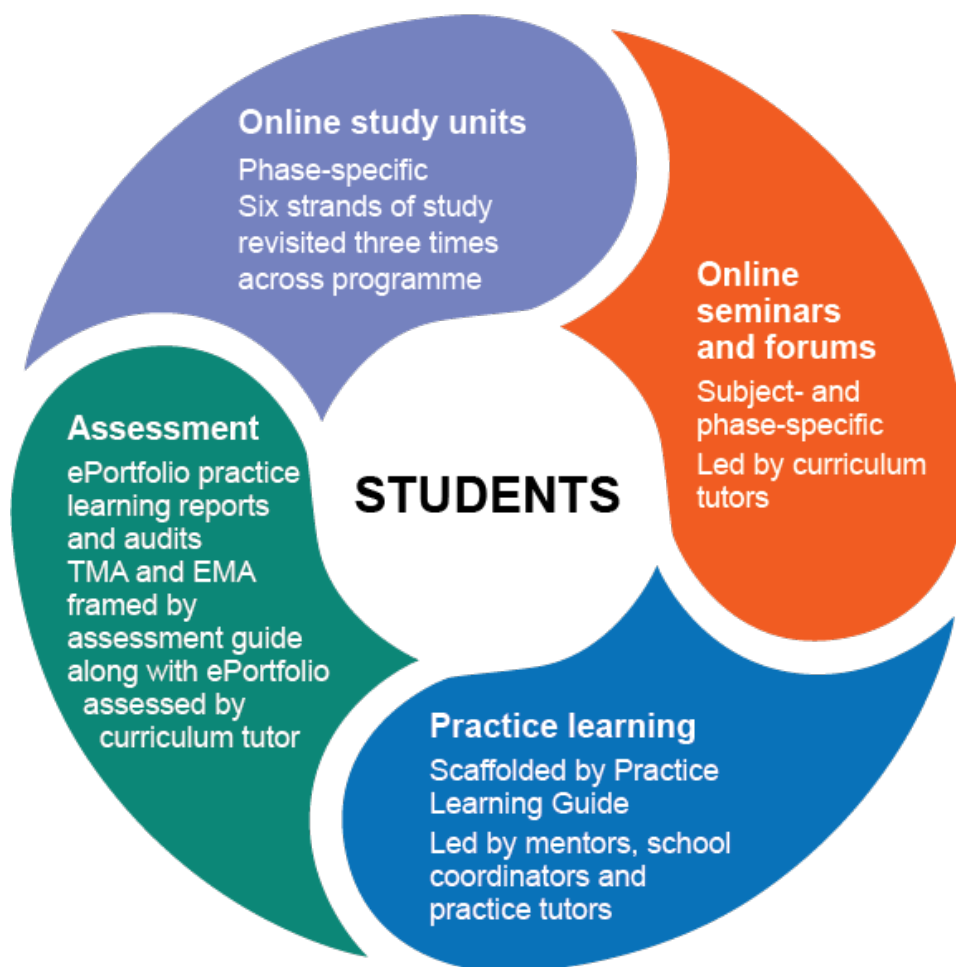 Online study units
Phase-specific
Six strands of study
revisited three times
across programme
Online
seminars
and forums
Subject- and
phase-specific
Led by curriculum
tutors
STUDENTS
Assessment
ePortfolio practice
learning reports
and audits
TMA and EMA
framed by
assessment guide
along with ePortfolio
assessed by
curriculum tutor
Practice learning
Scaffolded by Practice
Learning Guide
Led by mentors, school
coordinators and
practice tutors